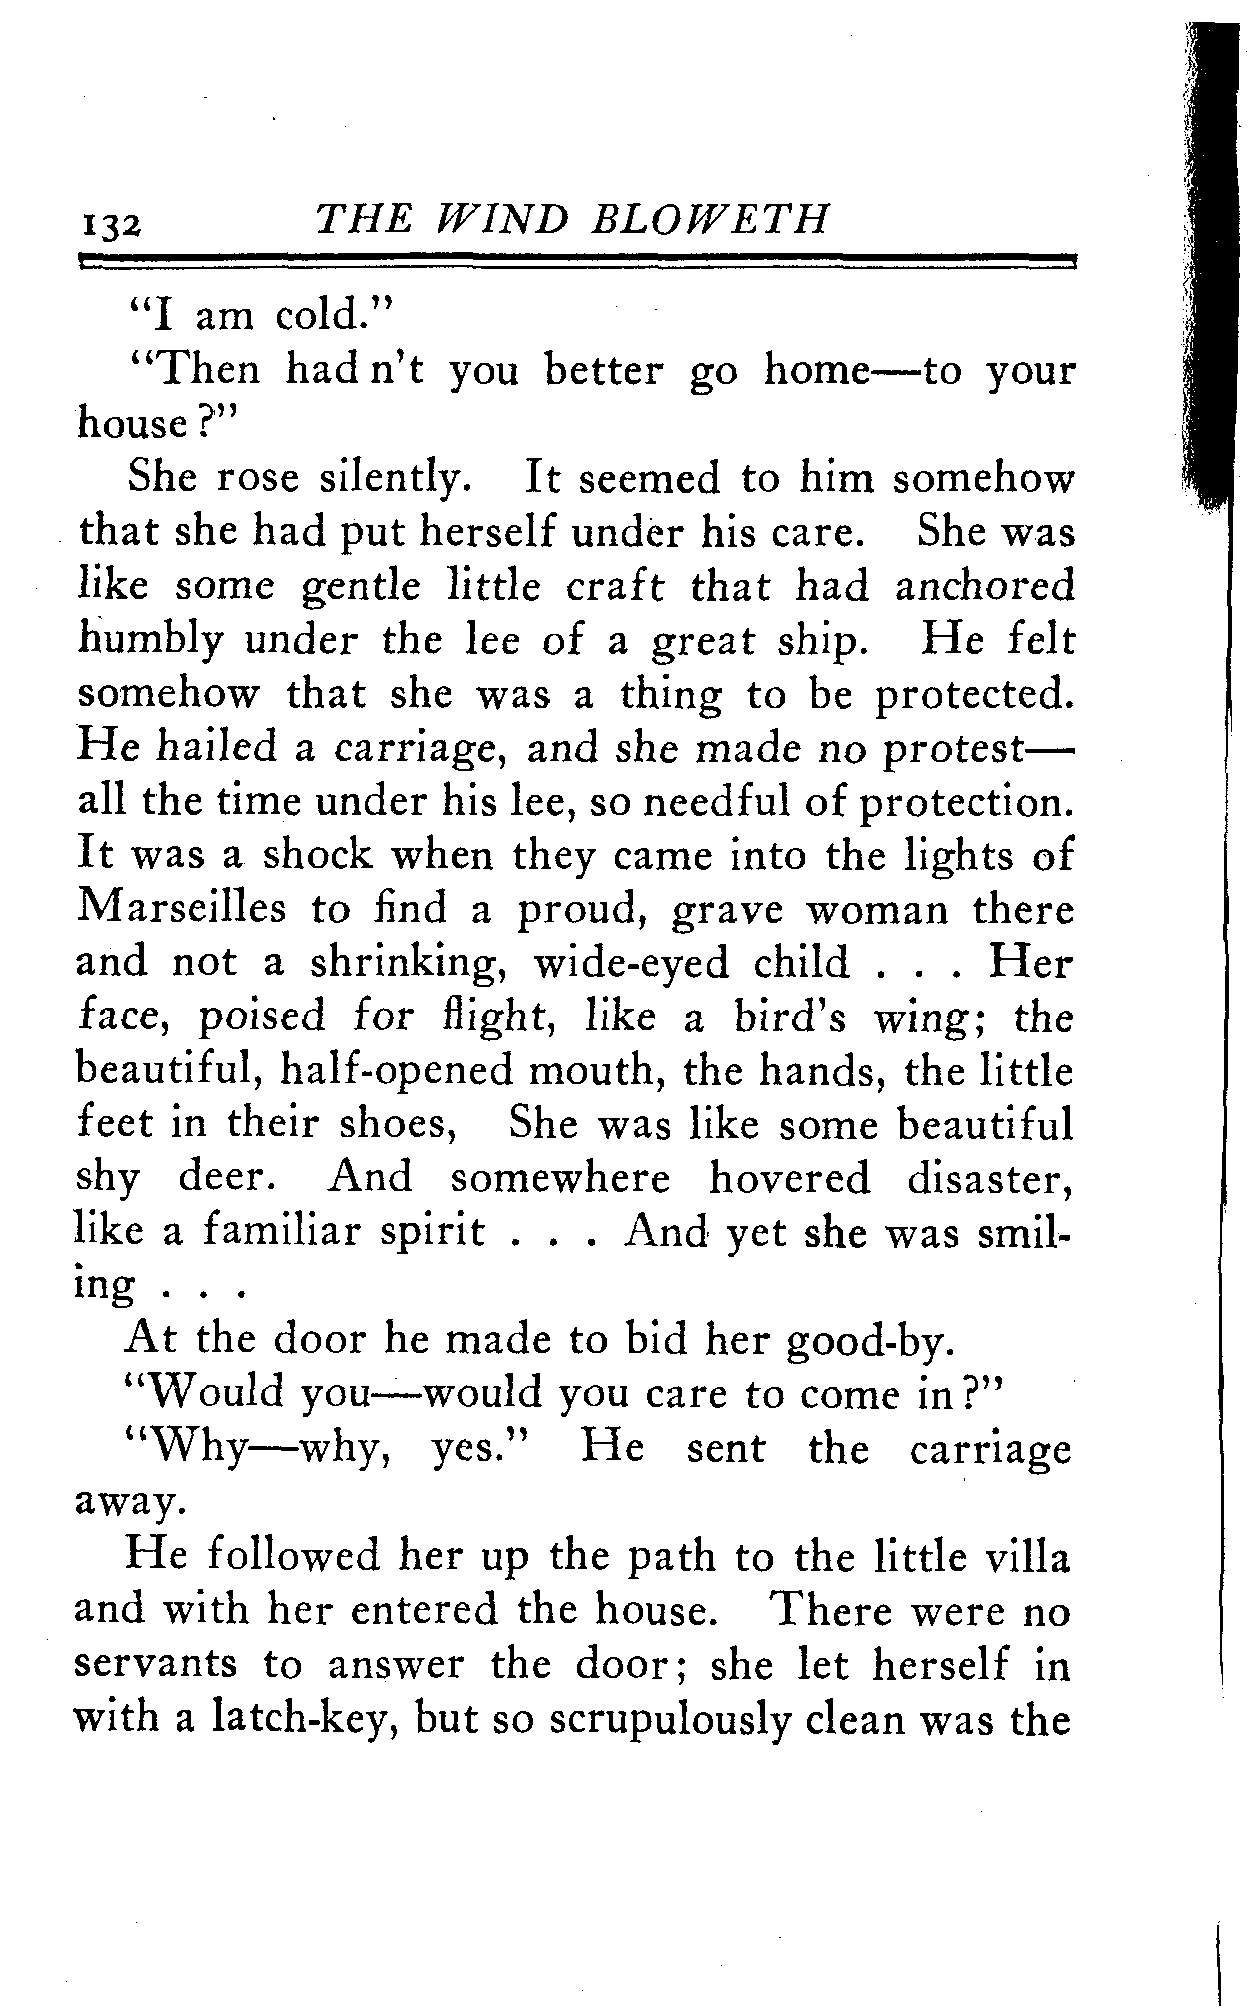 132 THE WIND BLOWETH
"I am cold."
"Then had n't you better go home—to your
house?"
She rose silently. It seemed to him somehow
that she had put herself under his care. She was
like some gentle little craft that had anchored
humbly under the lee of a great ship. He felt
somehow that she was a thing to be protected.
He hailed a carriage, and she made no protest—
all the time under his lee, so needful of protection.
It was a shock when they came into the lights of
Marseilles to find a proud, grave woman there
and not a shrinking, wide-eyed child . . . Her
face, poised for flight, like a bird's wing; the
beautiful, half-opened mouth, the hands, the little
feet in their shoes, She was like some beautiful
shy deer. And somewhere hovered disaster,
like a familiar spirit . . . And yet she was smil-
ing . . .
At the door he made to bid her good-by.
"Would you—would you care to come in?"
"Why—why, yes." He sent the carriage
away.
He followed her up the path to the little villa
and with her entered the house. There were no
servants to answer the door; she let herself in
with a latch-key, but so scrupulously clean was the